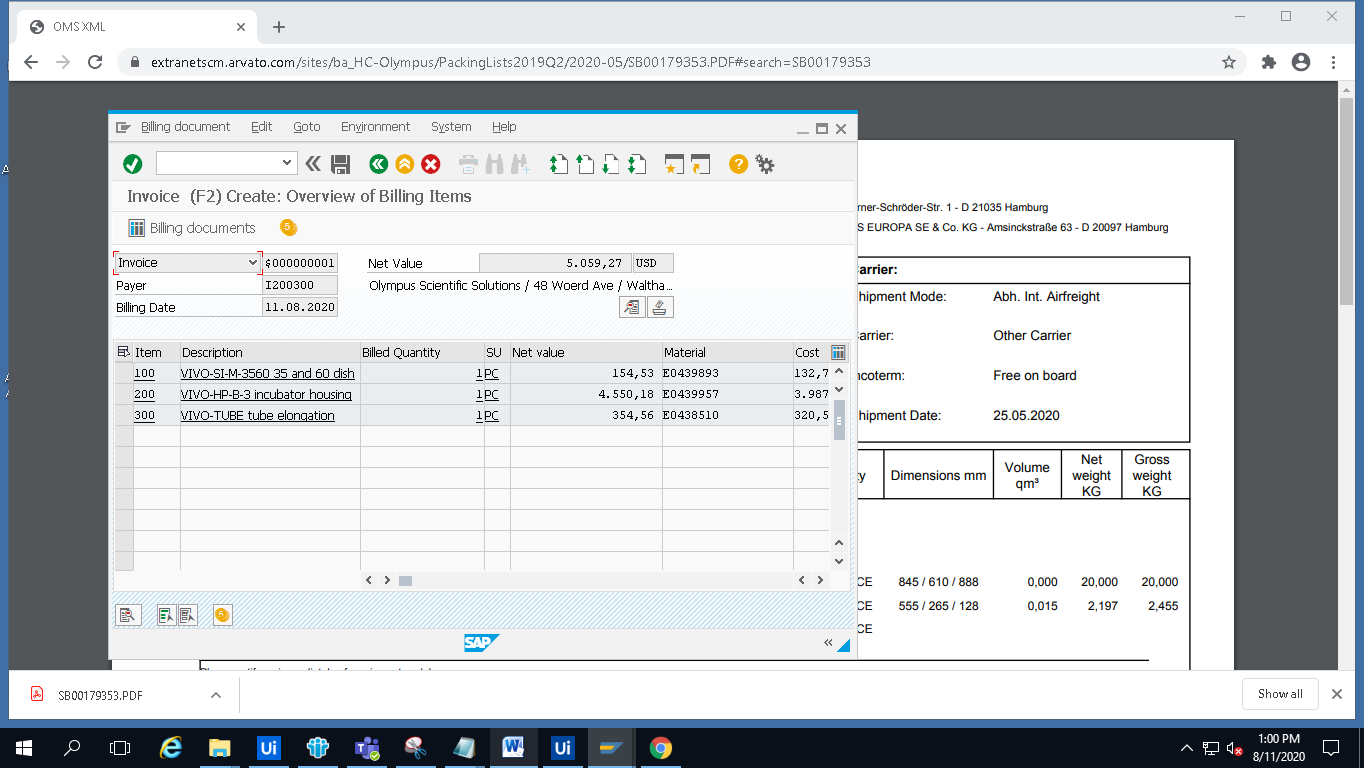 OMS XML
extranetscm.arvato.com/sites/ba_HC-Olympus/PackingLists2019Q2/2020-05/SB00179353.PDF#search=SB00179353
Billing document Edit Goto Environment System Help
Invoice (F2) Create: Overview of Billing Items
Billing documents
Invoice $000000001 Net Value 5.059,27 USD
Payer I200300 Olympus Scientific Solutions / 48 Woerd Ave / Waltha...
Billing Date 11.08.2020
Item Description Billed Quantity SU Net value Material Cost
100 VIVO-SI-M-3560 35 and 60 dish 1 PC 154,53 E0439893 132,7
200 VIVO-HP-B-3 incubator housing 1 PC 4.550,18 E0439957 3.987
300 VIVO-TUBE tube elongation 1 PC 354,56 E0438510 320,5
SAP
rner-Schröder-Str. 1 - D 21035 Hamburg
S EUROPA SE & Co. KG - Amsinckstraße 63 - D 20097 Hamburg
arrier:
hipment Mode: Abh. Int. Airfreight
arrier: Other Carrier
ncoterm: Free on board
hipment Date: 25.05.2020
ty Dimensions mm Volume qm³ Net weight KG Gross weight KG
CE 845 / 610 / 888 0,000 20,000 20,000
CE 555 / 265 / 128 0,015 2,197 2,455
CE
SB00179353.PDF
Show all
1:00 PM
8/11/2020